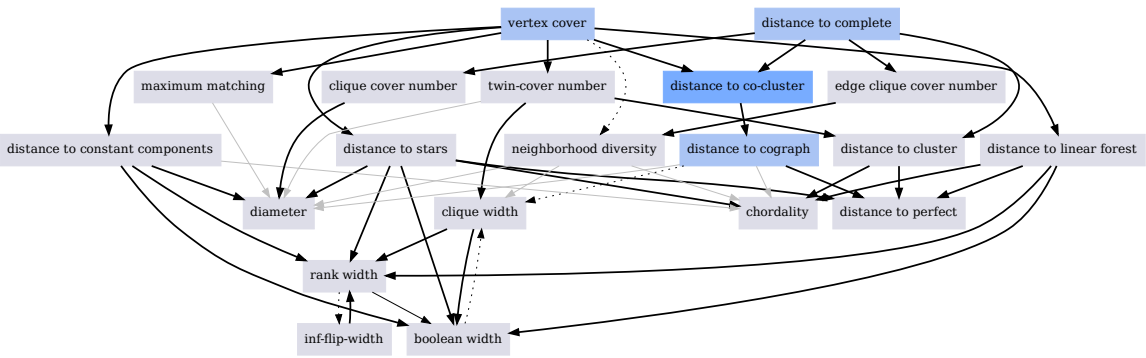 vertex cover
distance to complete
maximum matching
clique cover number
twin-cover number
distance to co-cluster
edge clique cover number
distance to constant components
distance to stars
neighborhood diversity
distance to cograph
distance to cluster
distance to linear forest
diameter
clique width
chordality
distance to perfect
rank width
inf-flip-width
boolean width